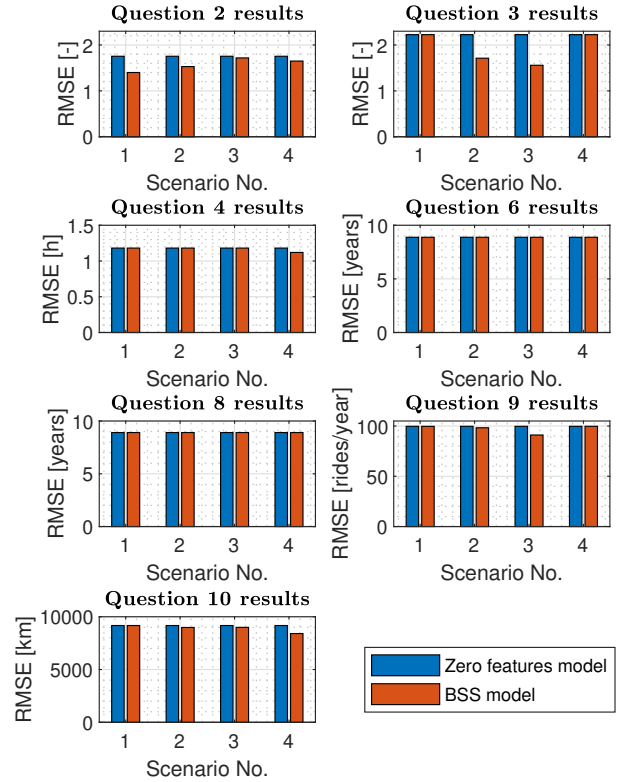 Question 2 results
RMSE [-]
2
1
0
1 2 3 4
Scenario No.
Question 3 results
RMSE [-]
2
1
0
1 2 3 4
Scenario No.
Question 4 results
RMSE [h]
1.5
1
0.5
0
1 2 3 4
Scenario No.
Question 6 results
RMSE [years]
10
5
0
1 2 3 4
Scenario No.
Question 8 results
RMSE [years]
10
5
0
1 2 3 4
Scenario No.
Question 9 results
RMSE [rides/year]
100
50
0
1 2 3 4
Scenario No.
Question 10 results
RMSE [km]
10000
5000
0
1 2 3 4
Scenario No.
Zero features model
BSS model